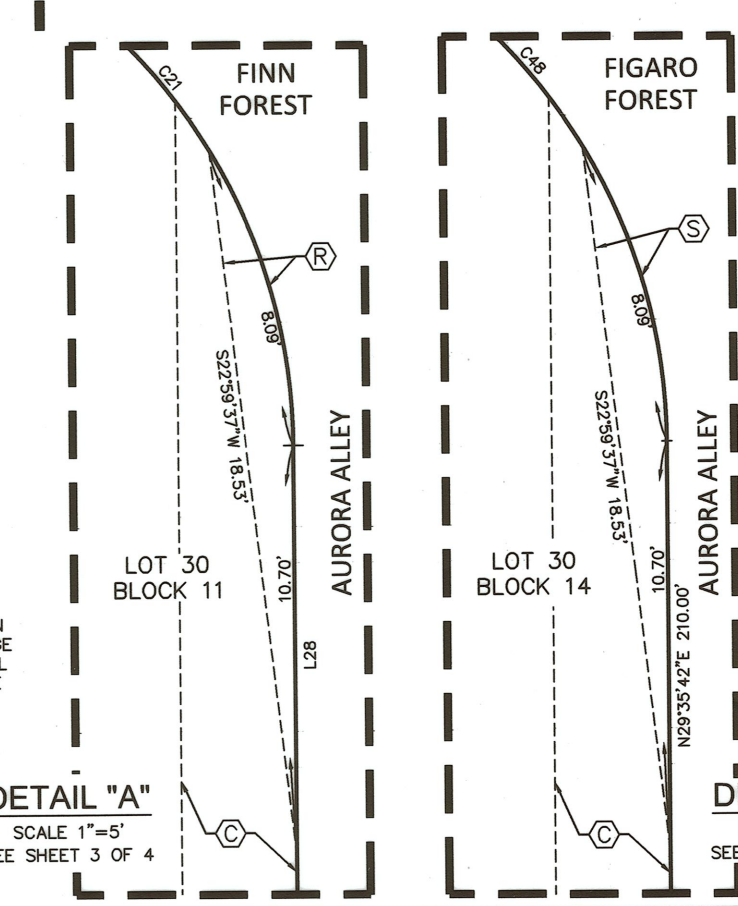 FINN
FOREST
C21
R
8.09'
S22°59'37"W 18.53'
AURORA ALLEY
LOT 30
BLOCK 11
10.70'
L28
C
DETAIL "A"
SCALE 1"=5'
EE SHEET 3 OF 4
FIGARO
FOREST
C48
S
8.09'
S22°59'37"W 18.53'
AURORA ALLEY
LOT 30
BLOCK 14
10.70'
N29°35'42"E 210.00'
C
D
SEE